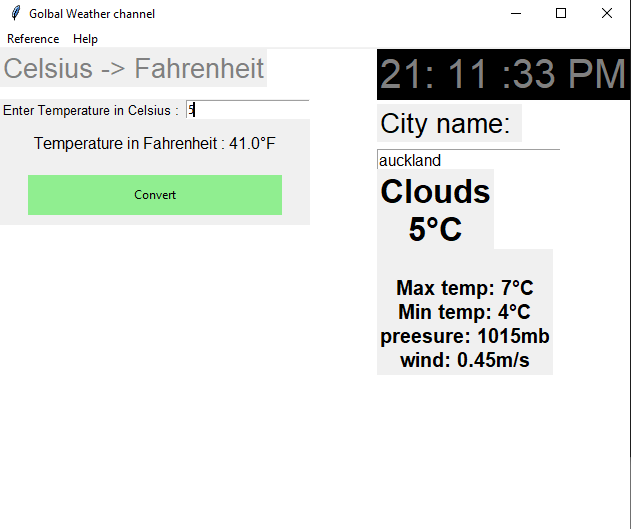 Golbal Weather channel
Reference Help
Celsius -> Fahrenheit
Enter Temperature in Celsius : 5
Temperature in Fahrenheit : 41.0°F
Convert
21: 11 :33 PM
City name:
auckland
Clouds
5°C
Max temp: 7°C
Min temp: 4°C
preesure: 1015mb
wind: 0.45m/s